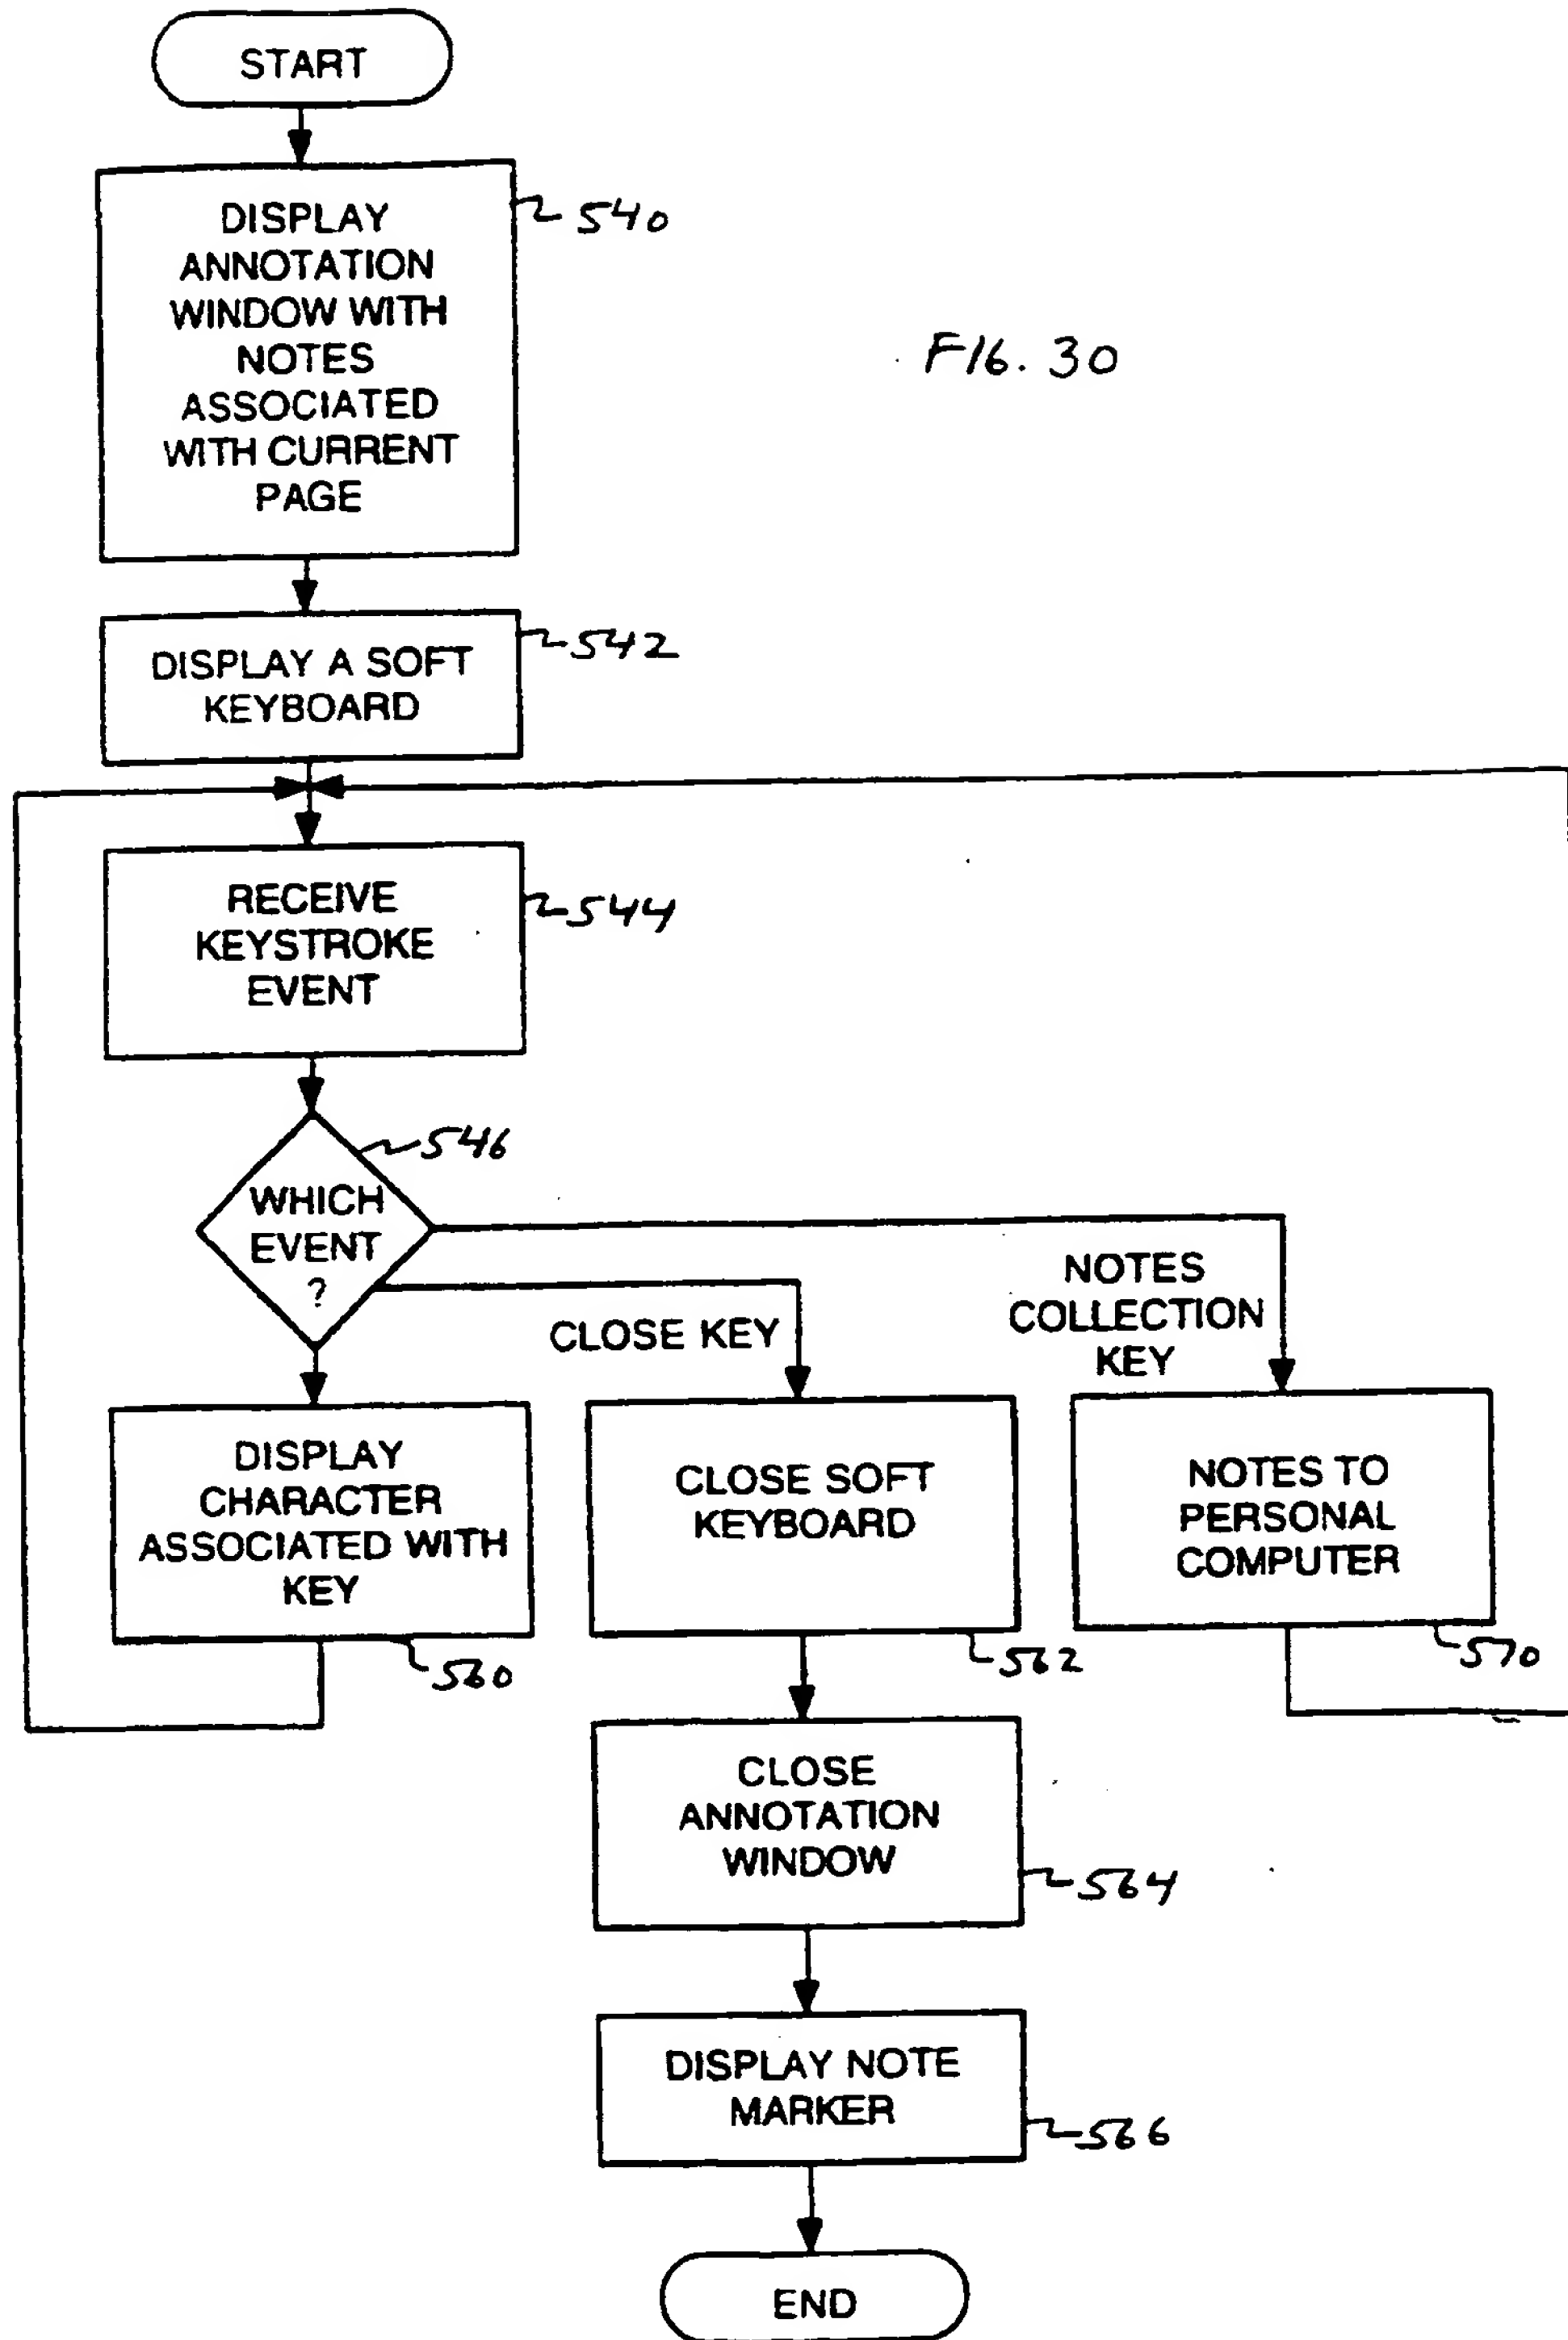 START
DISPLAY
ANNOTATION
WINDOW WITH
NOTES
ASSOCIATED
WITH CURRENT
PAGE
540
FIG. 30
DISPLAY A SOFT
KEYBOARD
542
RECEIVE
KEYSTROKE
EVENT
544
WHICH
EVENT
?
546
CLOSE KEY
NOTES
COLLECTION
KEY
DISPLAY
CHARACTER
ASSOCIATED WITH
KEY
560
CLOSE SOFT
KEYBOARD
562
NOTES TO
PERSONAL
COMPUTER
570
CLOSE
ANNOTATION
WINDOW
564
DISPLAY NOTE
MARKER
566
END